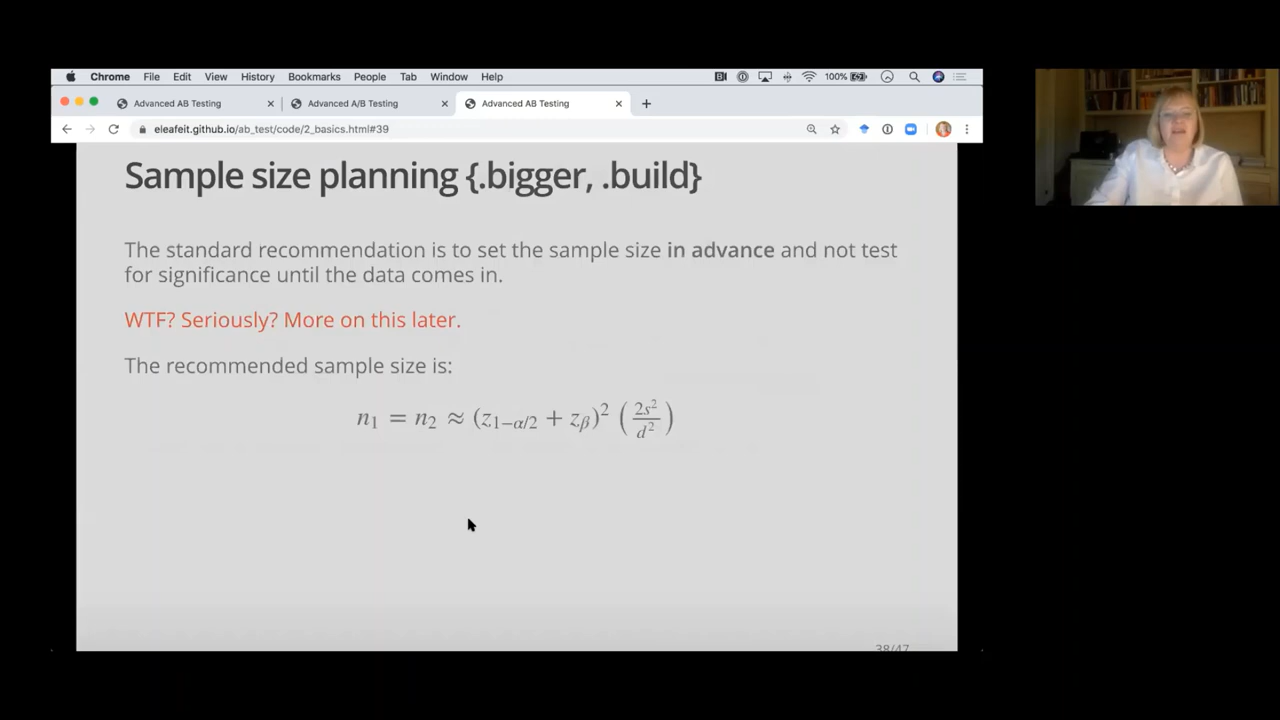 Chrome File Edit View History Bookmarks People Tab Window Help 100%
Advanced AB Testing Advanced A/B Testing Advanced AB Testing
eleafeit.github.io/ab_test/code/2_basics.html#39
Sample size planning {.bigger, .build}
The standard recommendation is to set the sample size in advance and not test
for significance until the data comes in.
WTF? Seriously? More on this later.
The recommended sample size is:
n₁ = n₂ ≈ (z₁₋α/₂ + zβ)² (2s²/d²)
38/47